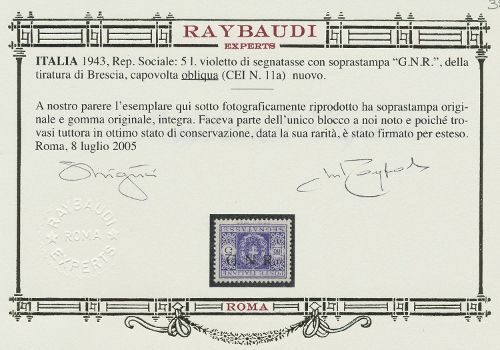 RAYBAUDI
EXPERTS
ITALIA 1943, Rep. Sociale: 5 l. violetto di segnatasse con soprastampa “G.N.R.”, della
tiratura di Brescia, capovolta obliqua (CEI N. 11a) nuovo.
A nostro parere l’esemplare qui sotto fotograficamente riprodotto ha soprastampa origi-
nale e gomma originale, integra. Faceva parte dell’unico blocco a noi noto e poiché tro-
vasi tuttora in ottimo stato di conservazione, data la sua rarità, è stato firmato per esteso.
Roma, 8 luglio 2005
RAYBAUDI
ROMA
EXPERTS
G. N. R.
ROMA